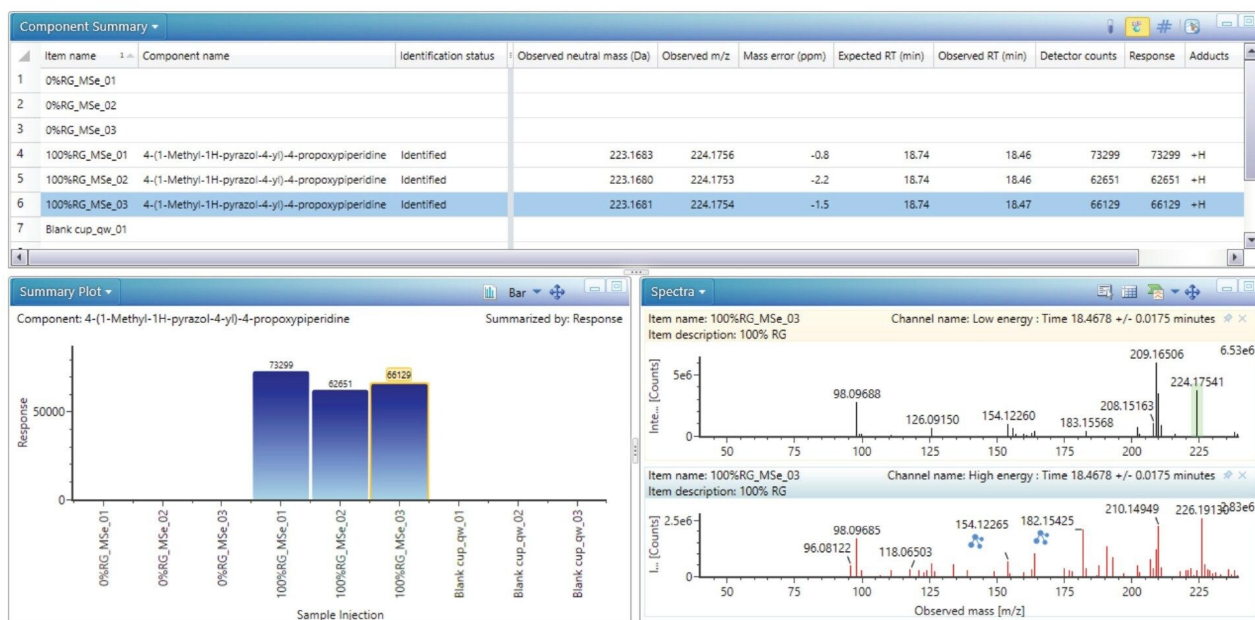 Component Summary
Item name 1 Component name Identification status Observed neutral mass (Da) Observed m/z Mass error (ppm) Expected RT (min) Observed RT (min) Detector counts Response Adducts
1 0%RG_MSe_01
2 0%RG_MSe_02
3 0%RG_MSe_03
4 100%RG_MSe_01 4-(1-Methyl-1H-pyrazol-4-yl)-4-propoxypiperidine Identified 223.1683 224.1756 -0.8 18.74 18.46 73299 73299 +H
5 100%RG_MSe_02 4-(1-Methyl-1H-pyrazol-4-yl)-4-propoxypiperidine Identified 223.1680 224.1753 -2.2 18.74 18.46 62651 62651 +H
6 100%RG_MSe_03 4-(1-Methyl-1H-pyrazol-4-yl)-4-propoxypiperidine Identified 223.1681 224.1754 -1.5 18.74 18.47 66129 66129 +H
7 Blank cup_qw_01
Summary Plot
Bar
Component: 4-(1-Methyl-1H-pyrazol-4-yl)-4-propoxypiperidine Summarized by: Response
73299
62651
66129
Response
50000
0
0%RG_MSe_01
0%RG_MSe_02
0%RG_MSe_03
100%RG_MSe_01
100%RG_MSe_02
100%RG_MSe_03
Blank cup_qw_01
Blank cup_qw_02
Blank cup_qw_03
Sample Injection
Spectra
Item name: 100%RG_MSe_03 Channel name: Low energy : Time 18.4678 +/- 0.0175 minutes
Item description: 100% RG
6.53e6
209.16506
5e6
224.17541
98.09688
126.09150
154.12260
183.15568
208.15163
Inte... [Counts]
0
50 75 100 125 150 175 200 225
Item name: 100%RG_MSe_03 Channel name: High energy : Time 18.4678 +/- 0.0175 minutes
Item description: 100% RG
2.5e6
98.09685
96.08122
118.06503
154.12265
182.15425
210.14949
226.19130
I... [Counts]
0
50 75 100 125 150 175 200 225
Observed mass [m/z]